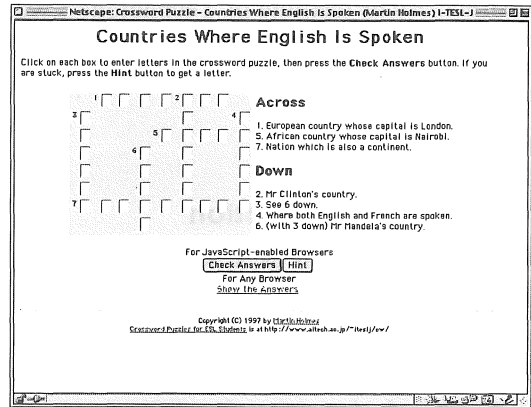 Netscape: Crossword Puzzle - Countries Where English Is Spoken (Martin Holmes) I-TESL-J
Countries Where English Is Spoken
Click on each box to enter letters in the crossword puzzle, then press the Check Answers button. If you
are stuck, press the Hint button to get a letter.
1 2
3 4
5
6
7
Across
1. European country whose capital is London.
5. African country whose capital is Nairobi.
7. Nation which is also a continent.
Down
2. Mr Clinton's country.
3. See 6 down.
4. Where both English and French are spoken.
6. (with 3 down) Mr Mandela's country.
For JavaScript-enabled Browsers
Check Answers Hint
For Any Browser
Show the Answers
Copyright (C) 1997 by Martin Holmes
Crossword Puzzles for ESL Students is at http://www.aitech.ac.jp/~iteslj/cw/